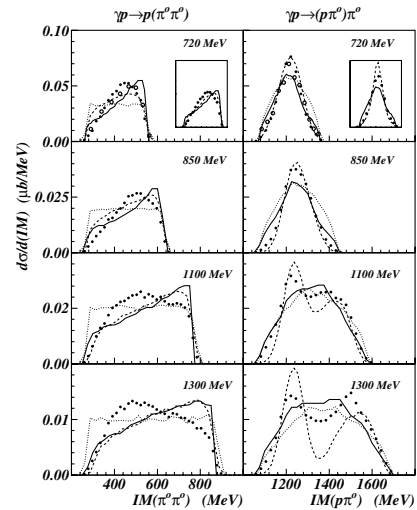 γp→p(π°π°)
γp→(pπ°)π°
dσ/d(IM) (μb/MeV)
720 MeV
720 MeV
0.10
0.05
0.00
850 MeV
850 MeV
0.025
0.00
1100 MeV
1100 MeV
0.02
0.00
1300 MeV
1300 MeV
0.01
0.00
400 600 800
1200 1400 1600
IM(π°π°) (MeV)
IM(pπ°) (MeV)